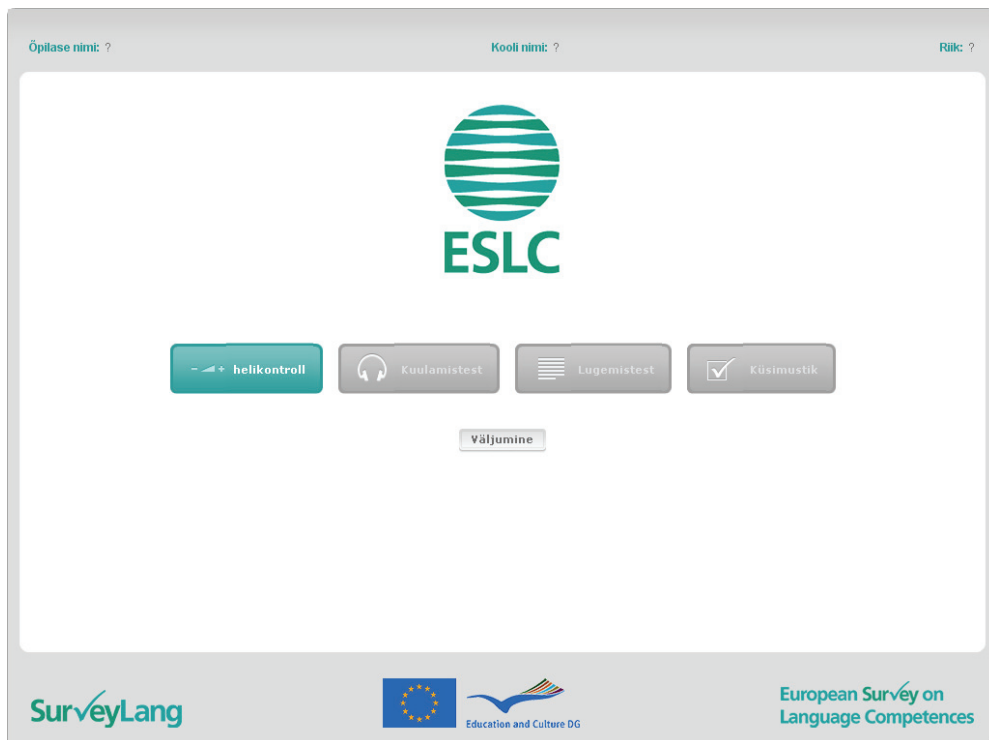 Õpilase nimi: ? Kooli nimi: ? Riik: ?
ESLC
- + helikontroll Kuulamistest Lugemistest Küsimustik
Väljumine
SurveyLang
Education and Culture DG
European Survey on
Language Competences